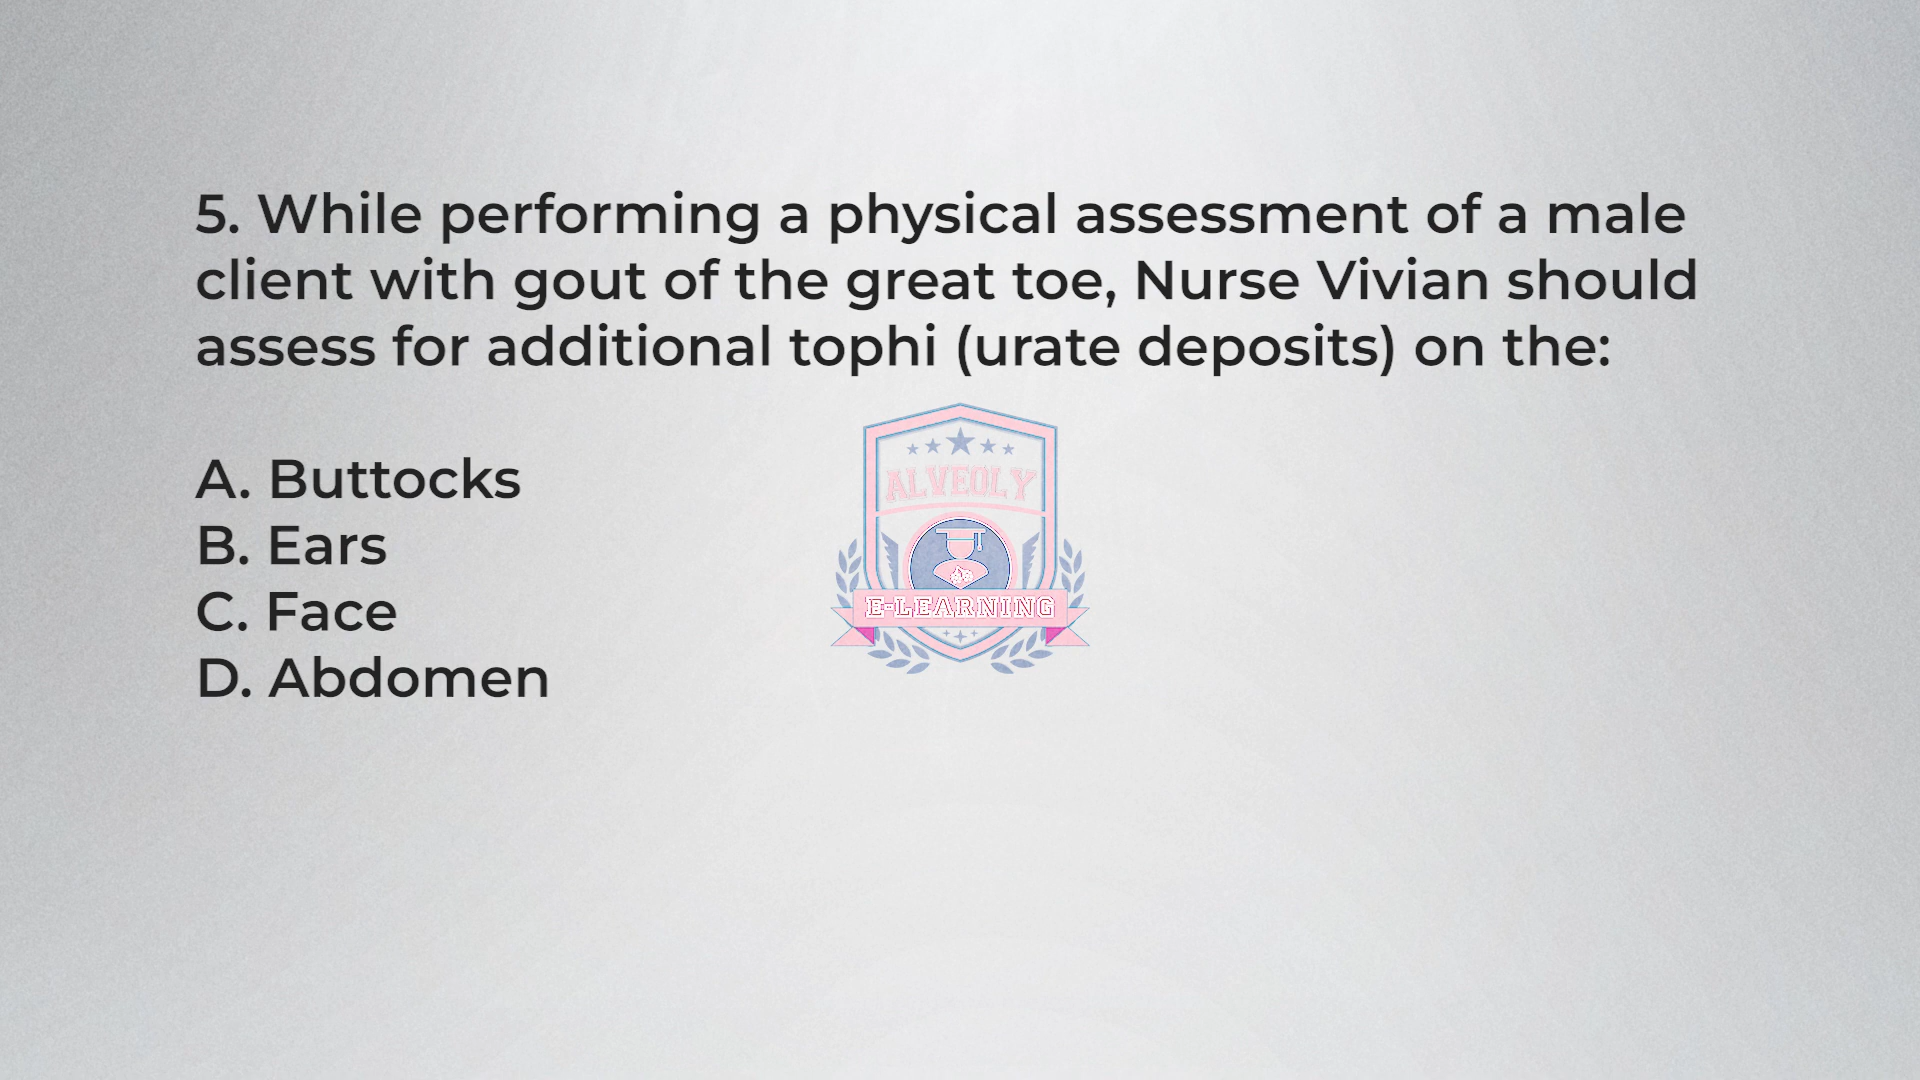 5. While performing a physical assessment of a male
client with gout of the great toe, Nurse Vivian should
assess for additional tophi (urate deposits) on the:
A. Buttocks
B. Ears
C. Face
D. Abdomen
ALVEOLY
E-LEARNING